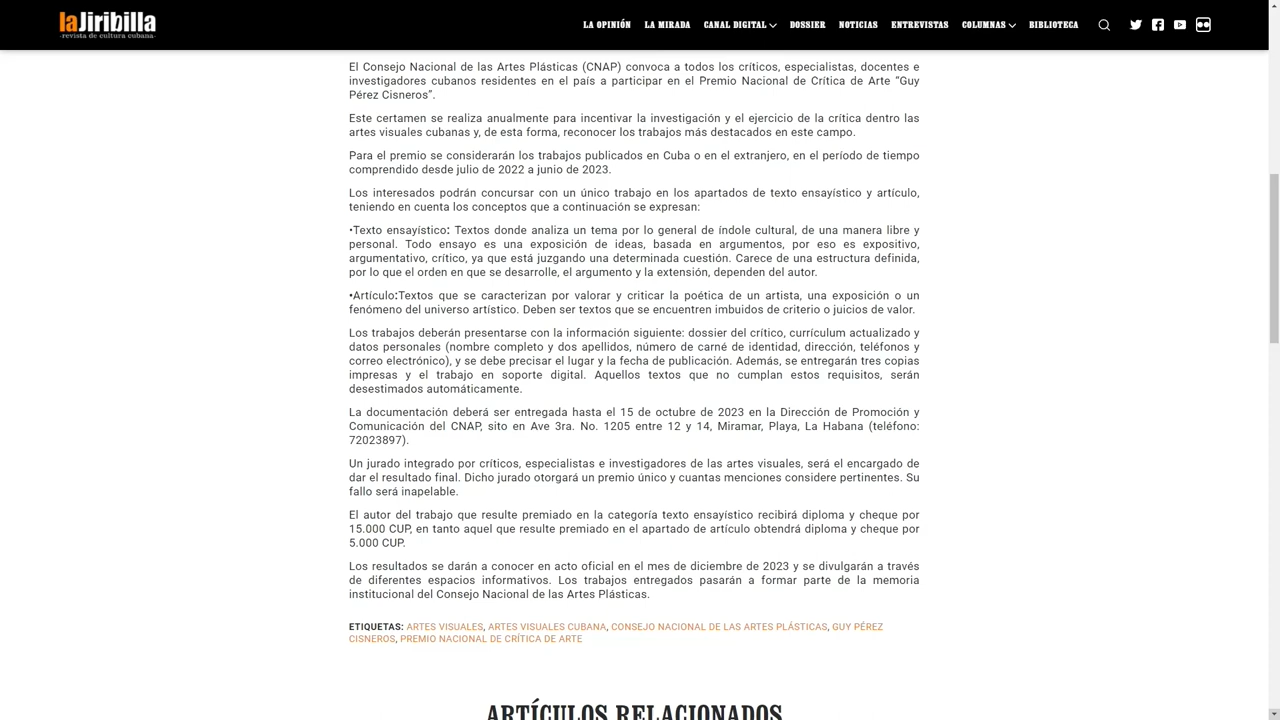 laJiribilla
-revista de cultura cubana-
LA OPINIÓN LA MIRADA CANAL DIGITAL DOSSIER NOTICIAS ENTREVISTAS COLUMNAS BIBLIOTECA
El Consejo Nacional de las Artes Plásticas (CNAP) convoca a todos los críticos, especialistas, docentes e
investigadores cubanos residentes en el país a participar en el Premio Nacional de Crítica de Arte “Guy
Pérez Cisneros”.
Este certamen se realiza anualmente para incentivar la investigación y el ejercicio de la crítica dentro las
artes visuales cubanas y, de esta forma, reconocer los trabajos más destacados en este campo.
Para el premio se considerarán los trabajos publicados en Cuba o en el extranjero, en el período de tiempo
comprendido desde julio de 2022 a junio de 2023.
Los interesados podrán concursar con un único trabajo en los apartados de texto ensayístico y artículo,
teniendo en cuenta los conceptos que a continuación se expresan:
•Texto ensayístico: Textos donde analiza un tema por lo general de índole cultural, de una manera libre y
personal. Todo ensayo es una exposición de ideas, basada en argumentos, por eso es expositivo,
argumentativo, crítico, ya que está juzgando una determinada cuestión. Carece de una estructura definida,
por lo que el orden en que se desarrolle, el argumento y la extensión, dependen del autor.
•Artículo:Textos que se caracterizan por valorar y criticar la poética de un artista, una exposición o un
fenómeno del universo artístico. Deben ser textos que se encuentren imbuidos de criterio o juicios de valor.
Los trabajos deberán presentarse con la información siguiente: dossier del crítico, currículum actualizado y
datos personales (nombre completo y dos apellidos, número de carné de identidad, dirección, teléfonos y
correo electrónico), y se debe precisar el lugar y la fecha de publicación. Además, se entregarán tres copias
impresas y el trabajo en soporte digital. Aquellos textos que no cumplan estos requisitos, serán
desestimados automáticamente.
La documentación deberá ser entregada hasta el 15 de octubre de 2023 en la Dirección de Promoción y
Comunicación del CNAP, sito en Ave 3ra. No. 1205 entre 12 y 14, Miramar, Playa, La Habana (teléfono:
72023897).
Un jurado integrado por críticos, especialistas e investigadores de las artes visuales, será el encargado de
dar el resultado final. Dicho jurado otorgará un premio único y cuantas menciones considere pertinentes. Su
fallo será inapelable.
El autor del trabajo que resulte premiado en la categoría texto ensayístico recibirá diploma y cheque por
15.000 CUP, en tanto aquel que resulte premiado en el apartado de artículo obtendrá diploma y cheque por
5.000 CUP.
Los resultados se darán a conocer en acto oficial en el mes de diciembre de 2023 y se divulgarán a través
de diferentes espacios informativos. Los trabajos entregados pasarán a formar parte de la memoria
institucional del Consejo Nacional de las Artes Plásticas.
ETIQUETAS: ARTES VISUALES, ARTES VISUALES CUBANA, CONSEJO NACIONAL DE LAS ARTES PLÁSTICAS, GUY PÉREZ
CISNEROS, PREMIO NACIONAL DE CRÍTICA DE ARTE
ARTÍCULOS RELACIONADOS